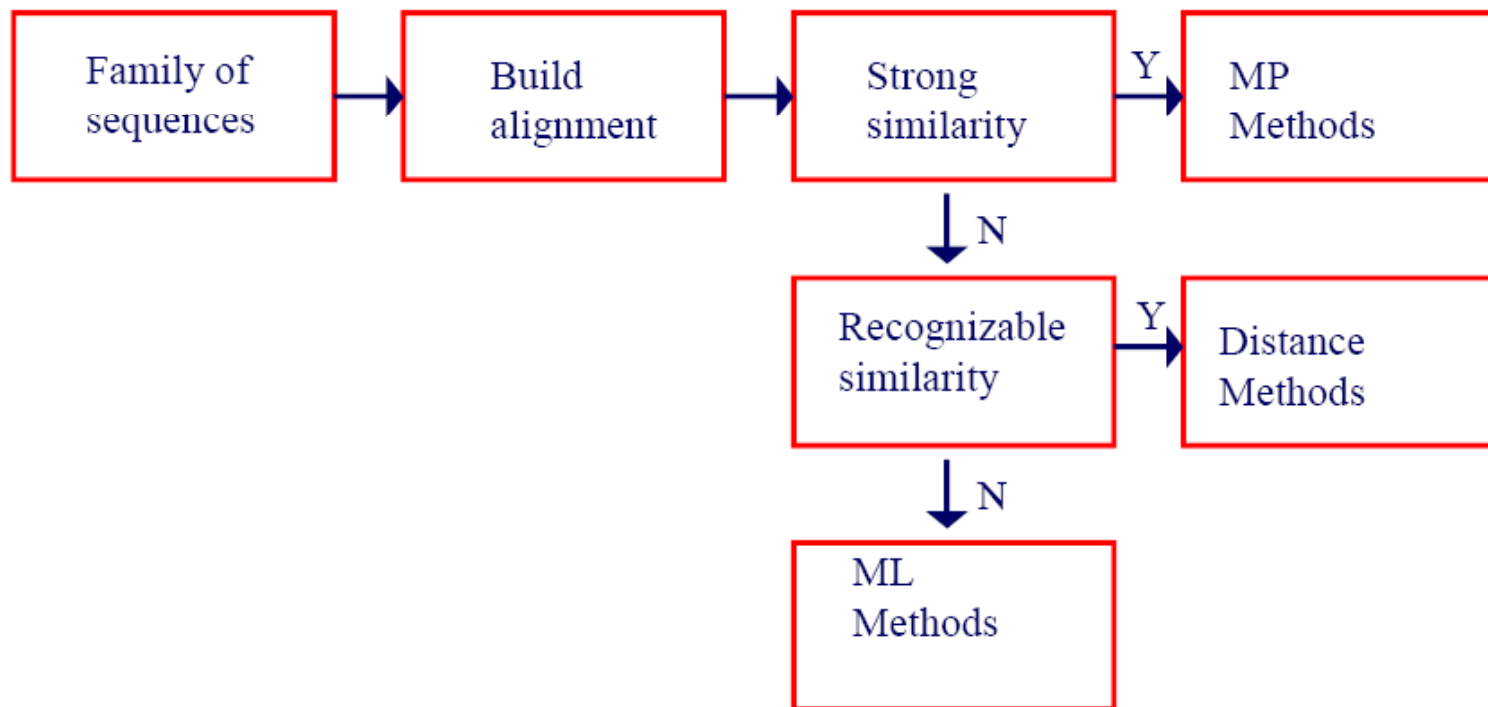 Family of
sequences
Build
alignment
Strong
similarity
Y
MP
Methods
N
Recognizable
similarity
Y
Distance
Methods
N
ML
Methods